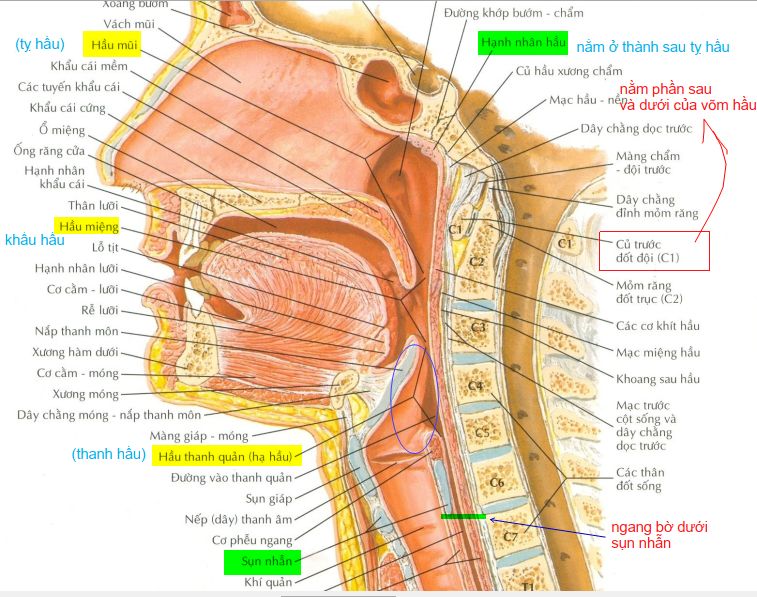 Xoang bướm
Vách mũi
(tỵ hầu)
Hầu mũi
Khẩu cái mềm
Các tuyến khẩu cái
Khẩu cái cứng
Ổ miệng
Ống răng cửa
Hạnh nhân
khẩu cái
Thân lưỡi
Hầu miệng
khẩu hầu
Lỗ tịt
Hạnh nhân lưỡi
Cơ cằm - lưỡi
Rễ lưỡi
Nắp thanh môn
Xương hàm dưới
Cơ cằm - móng
Xương móng
Dây chằng móng - nắp thanh môn
Màng giáp - móng
(thanh hầu)
Hầu thanh quản (hạ hầu)
Đường vào thanh quản
Sụn giáp
Nếp (dây) thanh âm
Cơ phễu ngang
Sụn nhẫn
Khí quản
Đường khớp bướm - chẩm
Hạnh nhân hầu
nằm ở thành sau tỵ hầu
Củ hầu xương chẩm
nằm phần sau
và dưới của võm hầu
Mạc hầu - nền
Dây chằng dọc trước
Màng chẩm
- đội trước
Dây chằng
đỉnh mỏm răng
Củ trước
đốt đội (C1)
Mỏm răng
đốt trục (C2)
Các cơ khít hầu
Mạc miệng hầu
Khoang sau hầu
Mạc trước
cột sống và
dây chằng
dọc trước
Các thân
đốt sống
ngang bờ dưới
sụn nhẫn
C1
C1
C2
C3
C4
C5
C6
C7
T1